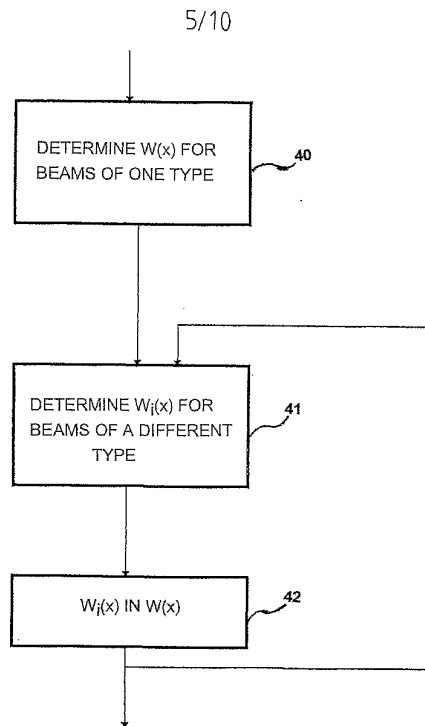 5/10
DETERMINE W(x) FOR
BEAMS OF ONE TYPE
40
DETERMINE Wi(x) FOR
BEAMS OF A DIFFERENT
TYPE
41
Wi(x) IN W(x)
42